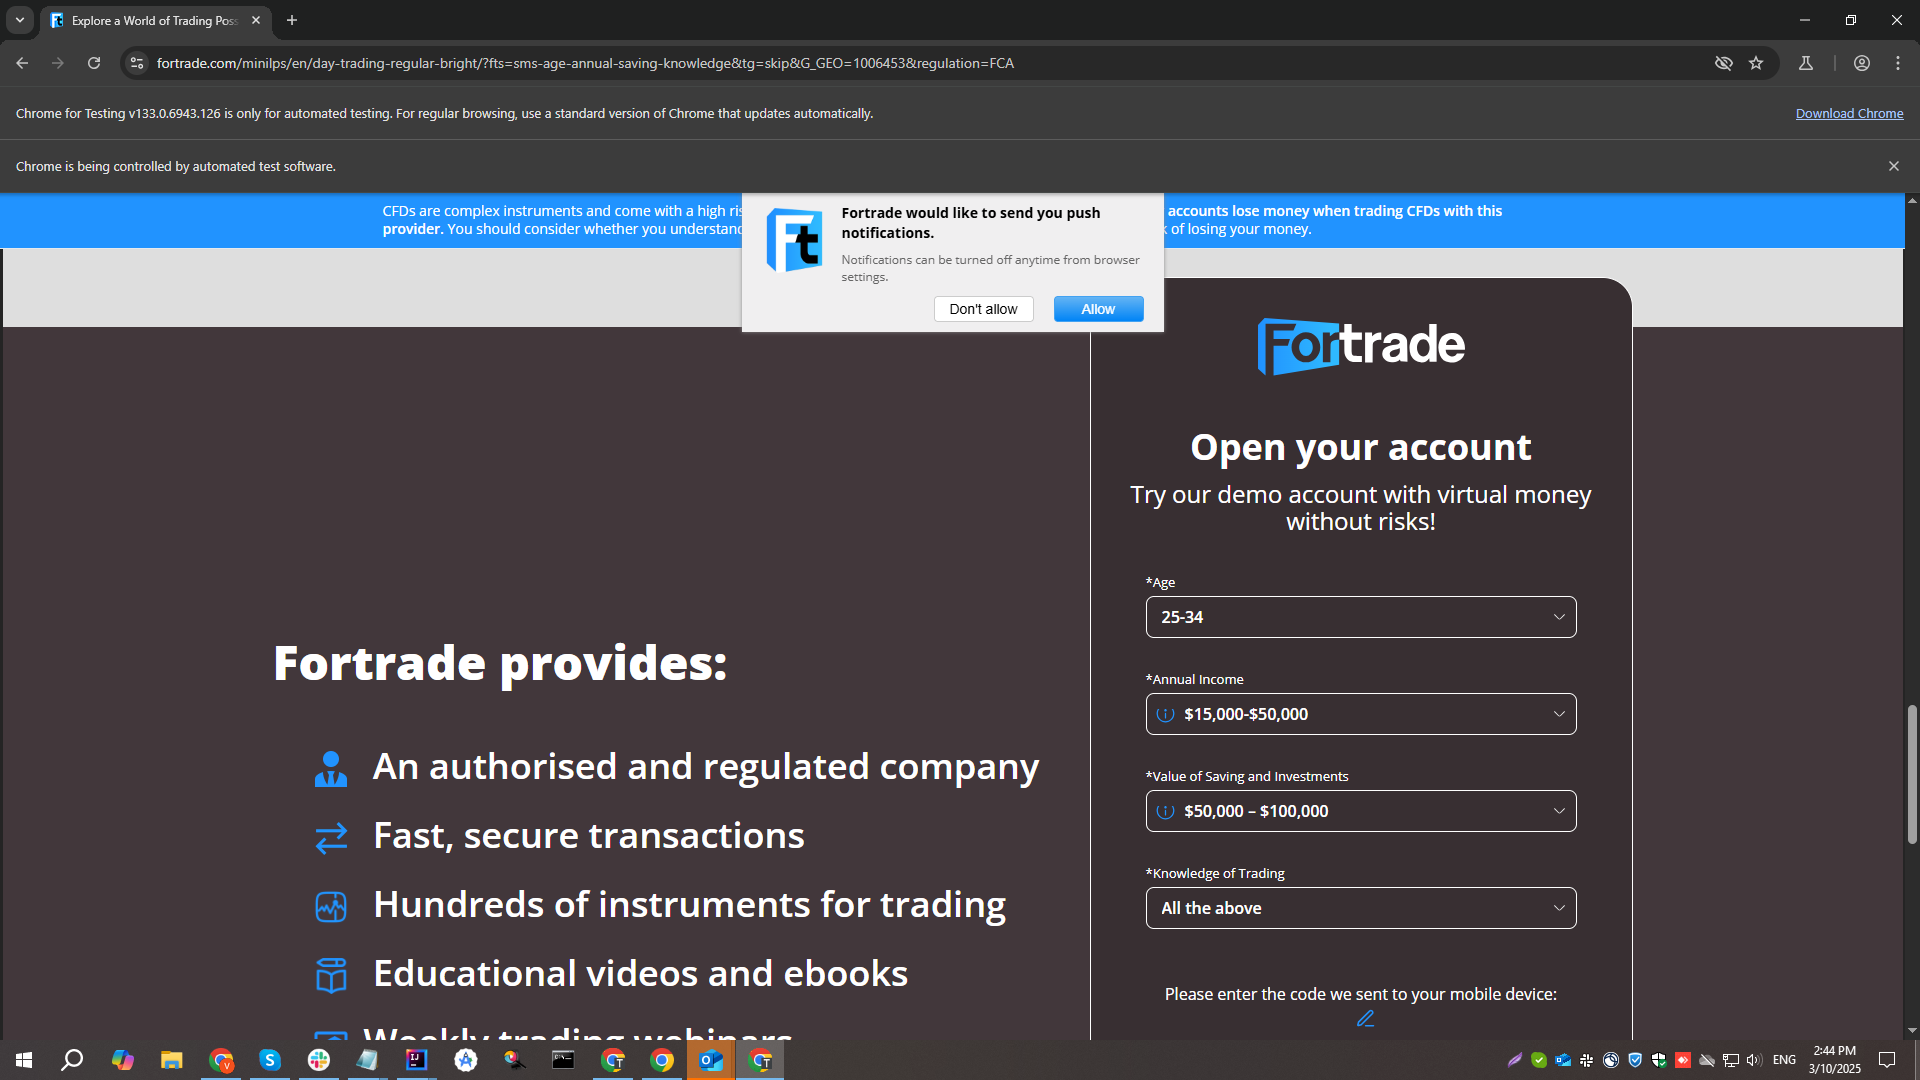 Explore a World of Trading Pos
fortrade.com/minilps/en/day-trading-regular-bright/?fts=sms-age-annual-saving-knowledge&tg=skip&G_GEO=1006453&regulation=FCA
Chrome for Testing v133.0.6943.126 is only for automated testing. For regular browsing, use a standard version of Chrome that updates automatically.
Download Chrome
Chrome is being controlled by automated test software.
CFDs are complex instruments and come with a high
accounts lose money when trading CFDs with this
provider. You should consider whether you
of losing your money.
Fortrade would like to send you push
notifications.
Notifications can be turned off anytime from browser
settings.
Don't allow
Allow
Fortrade
Open your account
Try our demo account with virtual money
without risks!
*Age
25-34
*Annual Income
$15,000-$50,000
*Value of Saving and Investments
$50,000 – $100,000
*Knowledge of Trading
All the above
Please enter the code we sent to your mobile device:
Fortrade provides:
An authorised and regulated company
Fast, secure transactions
Hundreds of instruments for trading
Educational videos and ebooks
Weekly trading webinars
ENG
2:44 PM
3/10/2025